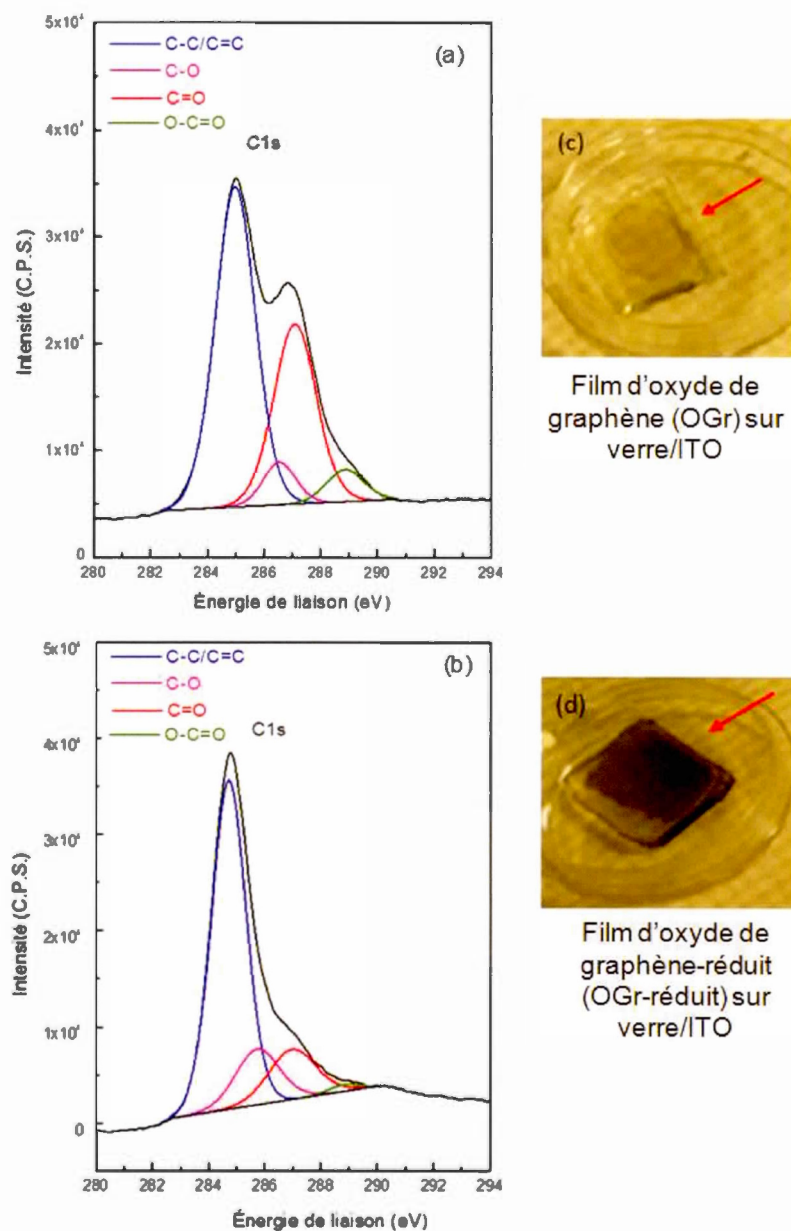 5x10⁴
4x10⁴
3x10⁴
2x10⁴
1x10⁴
0
Intensité (C.P.S.)
C-C/C=C
C-O
C=O
O-C=O
C1s
(a)
280 282 284 286 288 290 292 294
Énergie de liaison (eV)
(c)
Film d'oxyde de
graphène (OGr) sur
verre/ITO
5x10⁴
4x10⁴
3x10⁴
2x10⁴
1x10⁴
0
Intensité (C.P.S.)
C-C/C=C
C-O
C=O
O-C=O
C1s
(b)
280 282 284 286 288 290 292 294
Énergie de liaison (eV)
(d)
Film d'oxyde de
graphène-réduit
(OGr-réduit) sur
verre/ITO